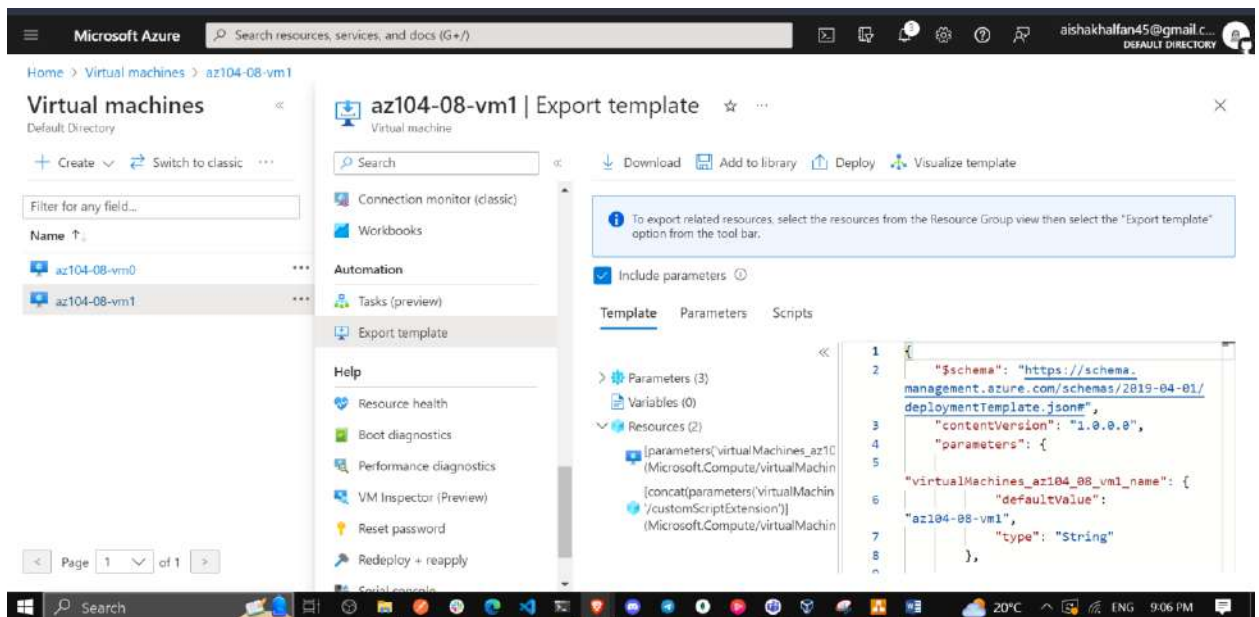 Microsoft Azure
Search resources, services, and docs (G+/)
3
aishakhalfan45@gmail.c...
DEFAULT DIRECTORY
Home > Virtual machines > az104-08-vm1
Virtual machines
Default Directory
Create
Switch to classic
Filter for any field...
Name ↑↓
az104-08-vm0
az104-08-vm1
Page 1 of 1
az104-08-vm1 | Export template
Virtual machine
Search
Connection monitor (classic)
Workbooks
Automation
Tasks (preview)
Export template
Help
Resource health
Boot diagnostics
Performance diagnostics
VM Inspector (Preview)
Reset password
Redeploy + reapply
Serial console
Download
Add to library
Deploy
Visualize template
To export related resources, select the resources from the Resource Group view then select the "Export template"
option from the tool bar.
Include parameters
Template Parameters Scripts
Parameters (3)
Variables (0)
Resources (2)
[parameters('virtualMachines_az10
(Microsoft.Compute/virtualMachin
[concat(parameters('virtualMachin
'/customScriptExtension')]
(Microsoft.Compute/virtualMachin
1 {
2 "$schema": "https://schema.
management.azure.com/schemas/2019-04-01/
deploymentTemplate.json#",
3 "contentVersion": "1.0.0.0",
4 "parameters": {
5
"virtualMachines_az104_08_vm1_name": {
6 "defaultValue":
"az104-08-vm1",
7 "type": "String"
8 },
Search
20°C
ENG
9:06 PM